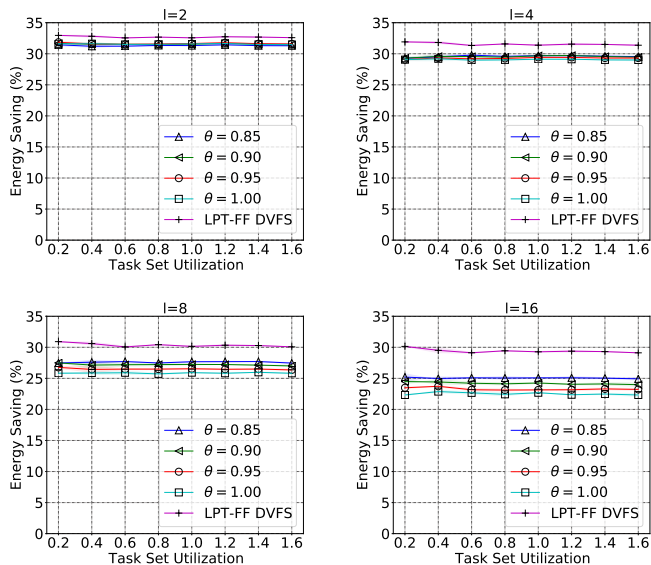 l=2
35
30
25
20
15
10
5
0
Energy Saving (%)
θ = 0.85
θ = 0.90
θ = 0.95
θ = 1.00
LPT-FF DVFS
0.2 0.4 0.6 0.8 1.0 1.2 1.4 1.6
Task Set Utilization
l=4
35
30
25
20
15
10
5
0
Energy Saving (%)
θ = 0.85
θ = 0.90
θ = 0.95
θ = 1.00
LPT-FF DVFS
0.2 0.4 0.6 0.8 1.0 1.2 1.4 1.6
Task Set Utilization
l=8
35
30
25
20
15
10
5
0
Energy Saving (%)
θ = 0.85
θ = 0.90
θ = 0.95
θ = 1.00
LPT-FF DVFS
0.2 0.4 0.6 0.8 1.0 1.2 1.4 1.6
Task Set Utilization
l=16
35
30
25
20
15
10
5
0
Energy Saving (%)
θ = 0.85
θ = 0.90
θ = 0.95
θ = 1.00
LPT-FF DVFS
0.2 0.4 0.6 0.8 1.0 1.2 1.4 1.6
Task Set Utilization